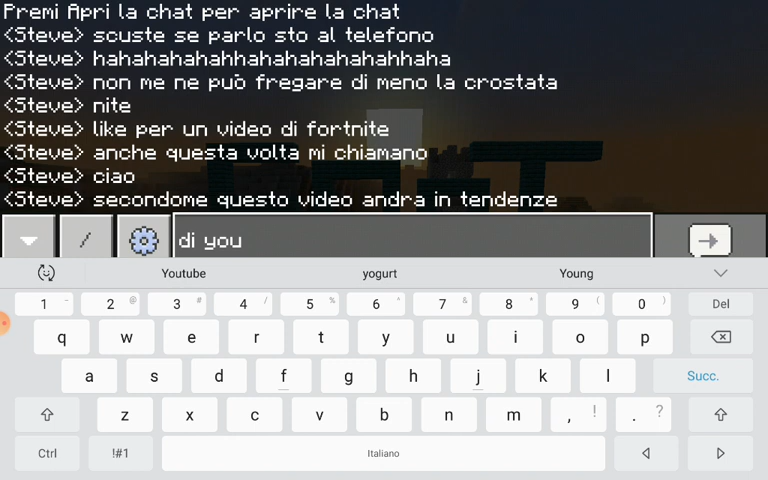 Premi Apri la chat per aprire la chat
<Steve> scuste se parlo sto al telefono
<Steve> hahahahahahhahahahahahahhaha
<Steve> non me ne può fregare di meno la crostata
<Steve> nite
<Steve> like per un video di fortnite
<Steve> anche questa volta mi chiamano
<Steve> ciao
<Steve> secondome questo video andra in tendenze
/ di you
Youtube yogurt Young
1 - 2 @ 3 # 4 / 5 % 6 ^ 7 & 8 * 9 ( 0 ) Del
q w e r t y u i o p
a s d f g h j k l Succ.
z x c v b n m , ! . ?
Ctrl !#1 Italiano